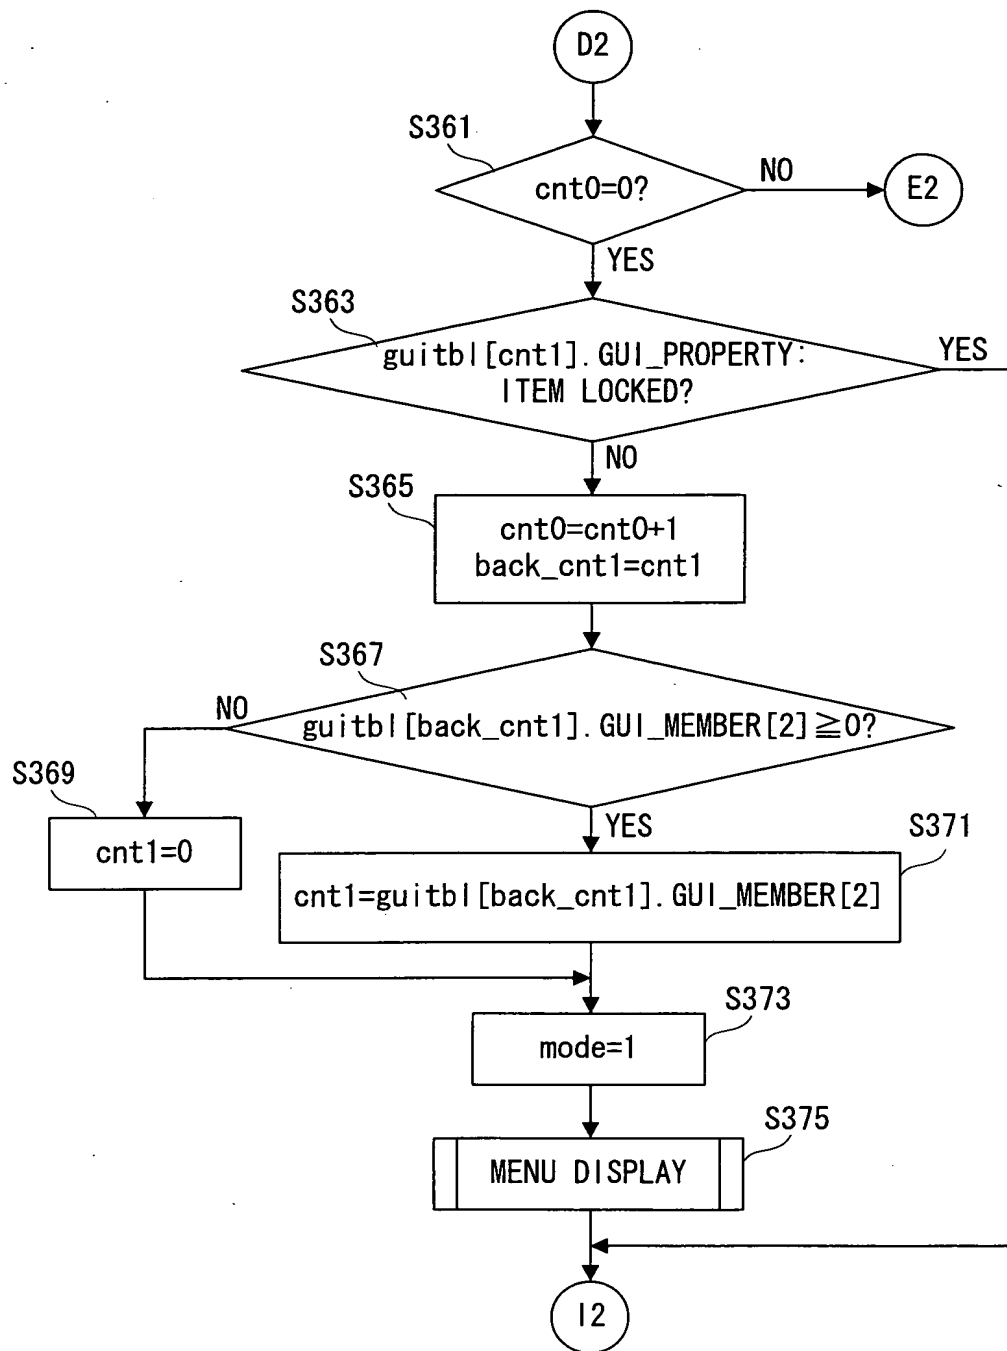 D2
S361
cnt0=0?
NO
E2
YES
S363
guitbl[cnt1].GUI_PROPERTY:
ITEM LOCKED?
YES
NO
S365
cnt0=cnt0+1
back_cnt1=cnt1
S367
NO
guitbl[back_cnt1].GUI_MEMBER[2]≧0?
S369
YES
S371
cnt1=0
cnt1=guitbl[back_cnt1].GUI_MEMBER[2]
S373
mode=1
S375
MENU DISPLAY
I2